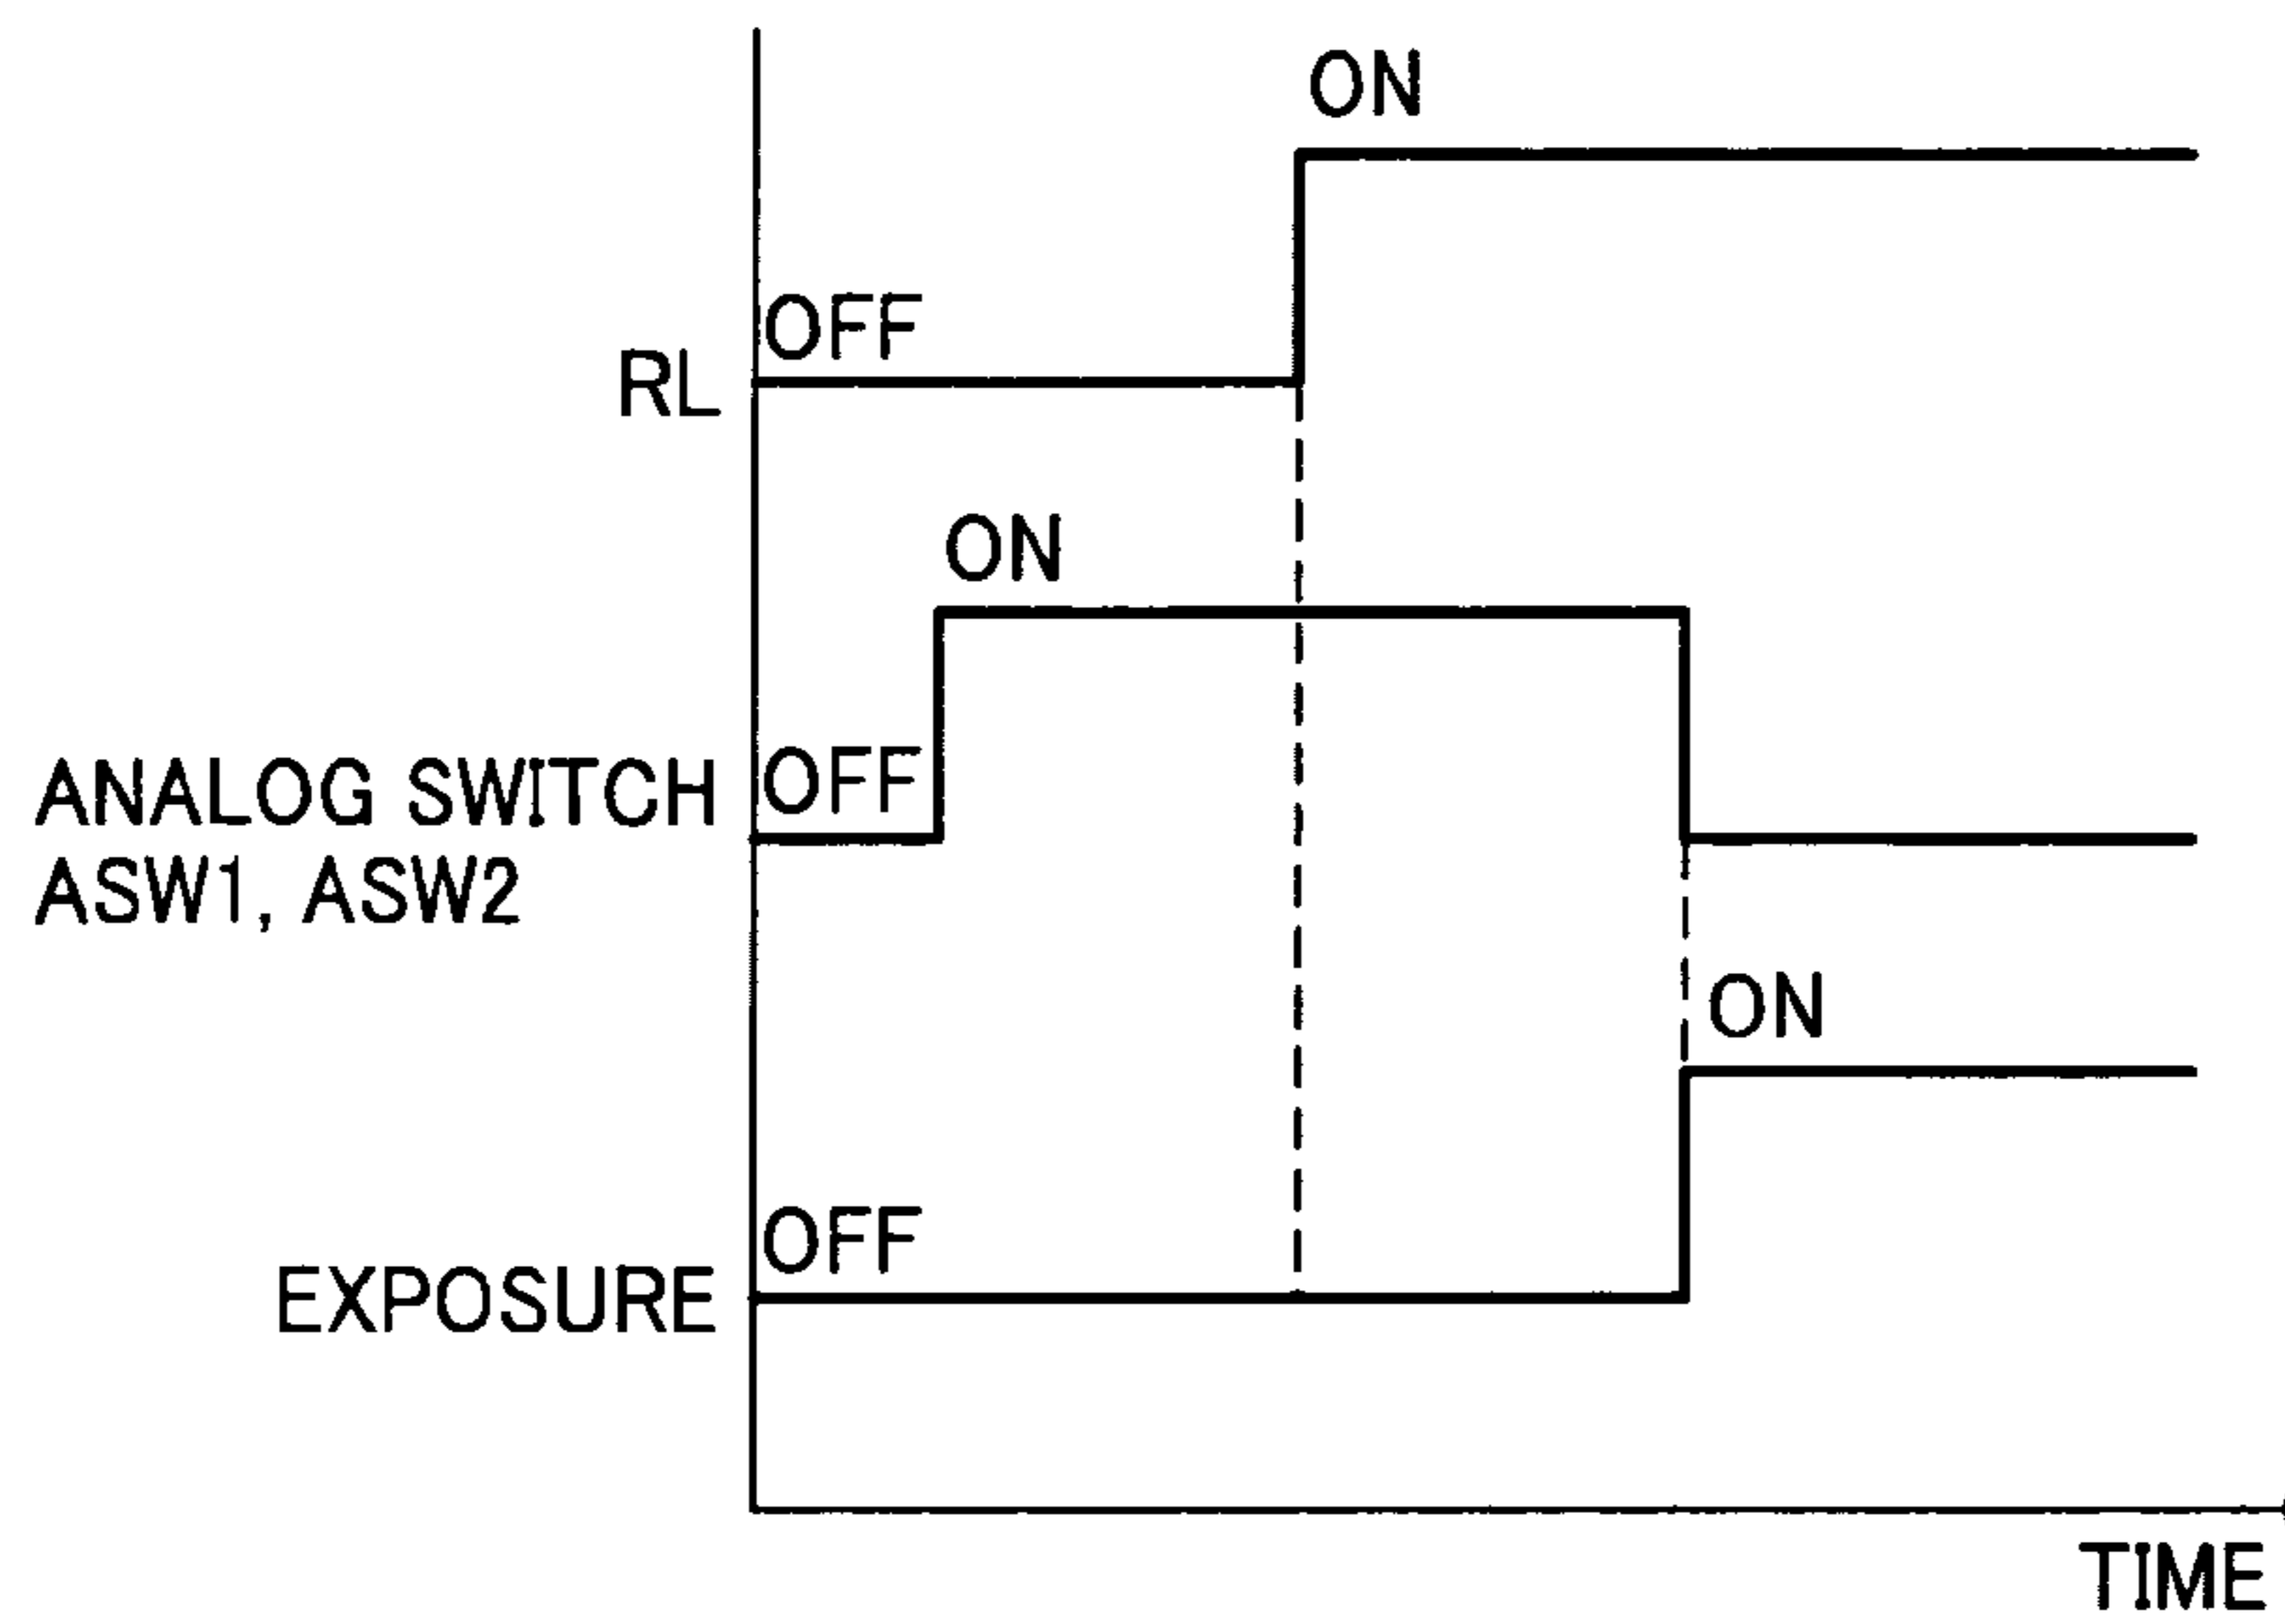 ON
OFF
RL
ON
OFF
ANALOG SWITCH
ASW1, ASW2
ON
OFF
EXPOSURE
TIME